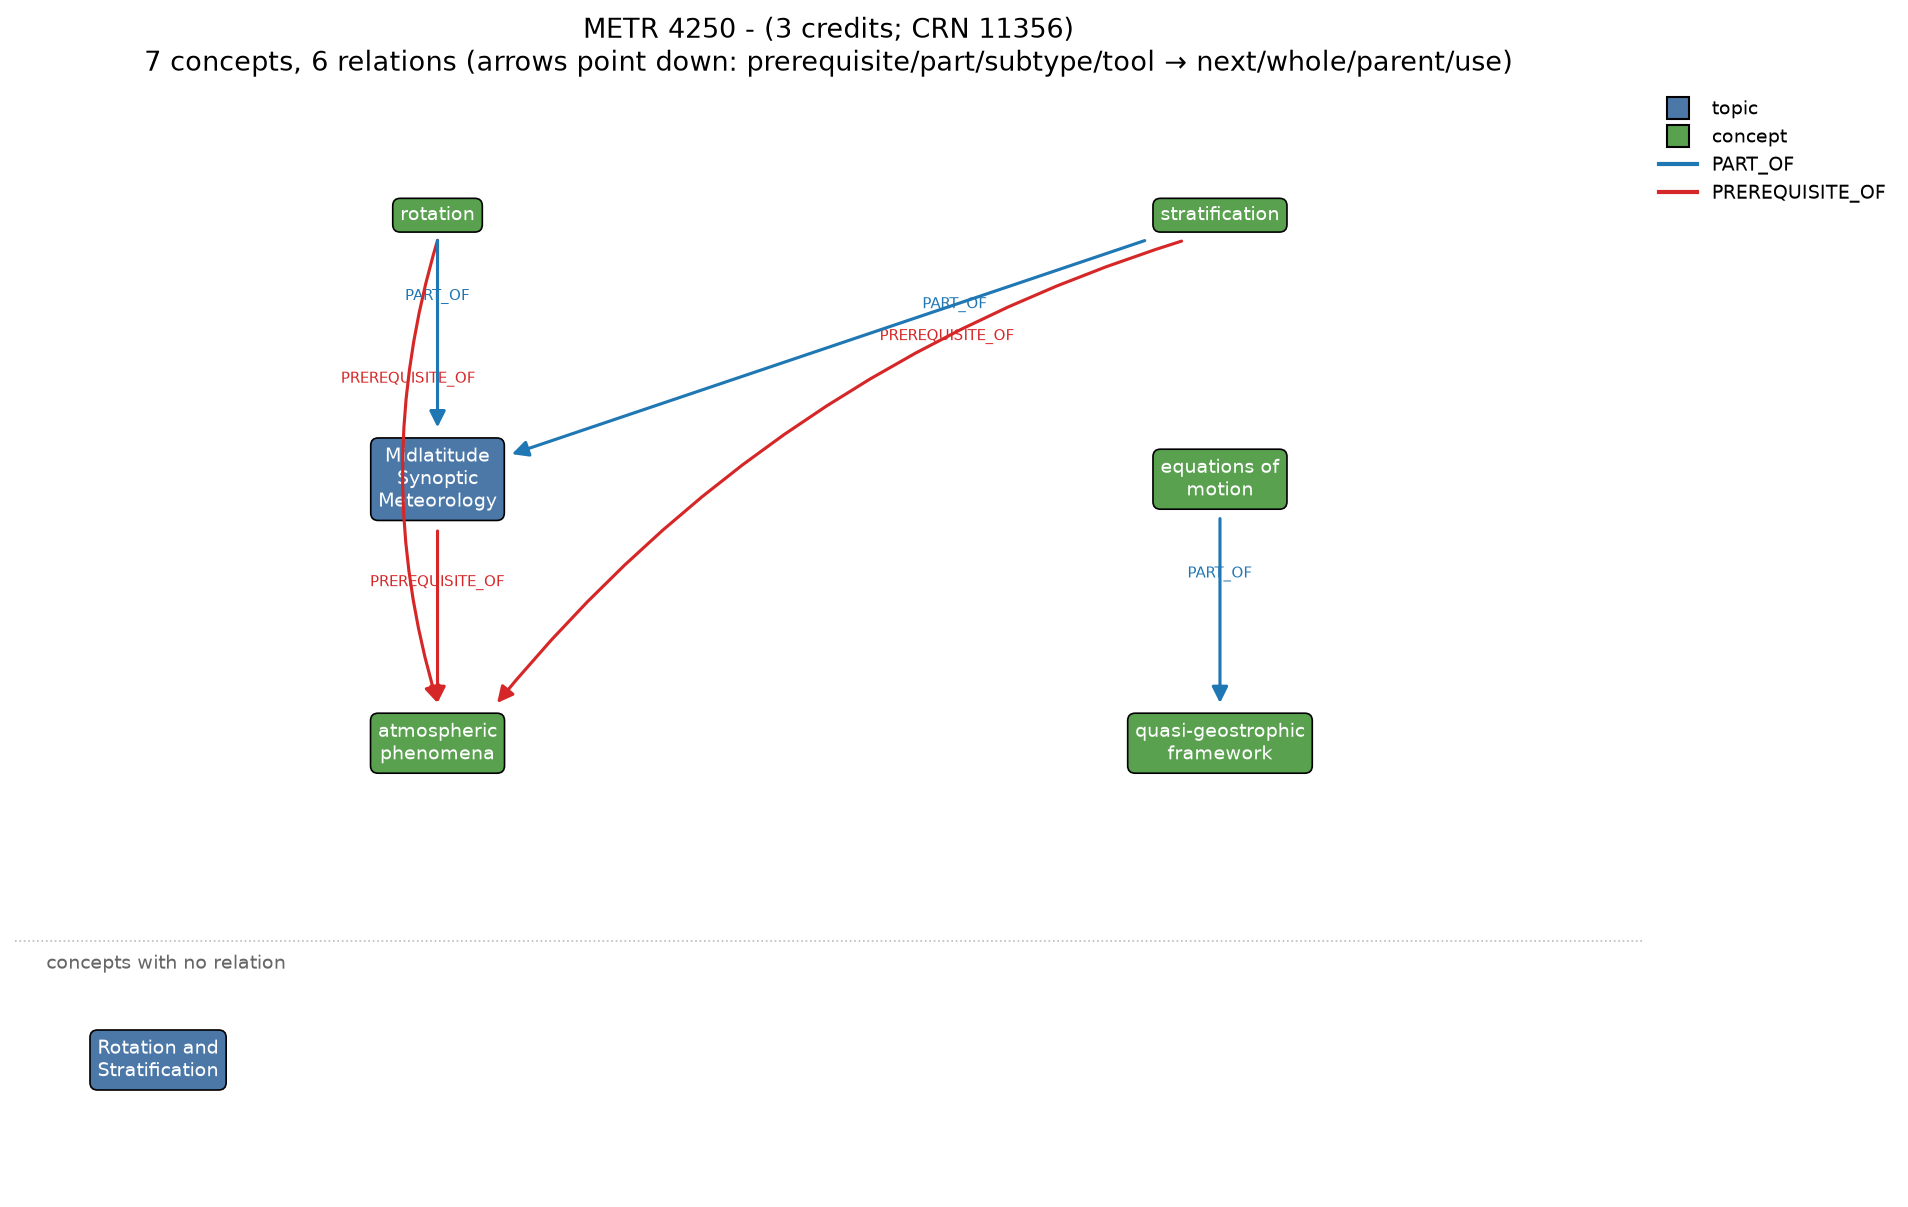 METR 4250 - (3 credits; CRN 11356)
7 concepts, 6 relations (arrows point down: prerequisite/part/subtype/tool → next/whole/parent/use)
topic
concept
PART_OF
PREREQUISITE_OF
rotation
stratification
PART_OF
PART_OF
PREREQUISITE_OF
PREREQUISITE_OF
Midlatitude
Synoptic
Meteorology
equations of
motion
PART_OF
PREREQUISITE_OF
atmospheric
phenomena
quasi-geostrophic
framework
concepts with no relation
Rotation and
Stratification